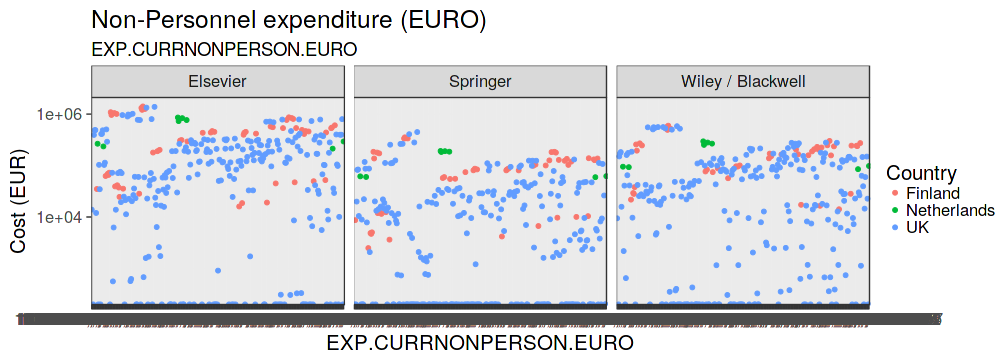 Non-Personnel expenditure (EURO)
EXP.CURRNONPERSON.EURO
Elsevier Springer Wiley / Blackwell
1e+06
1e+04
Cost (EUR)
Country
Finland
Netherlands
UK
EXP.CURRNONPERSON.EURO